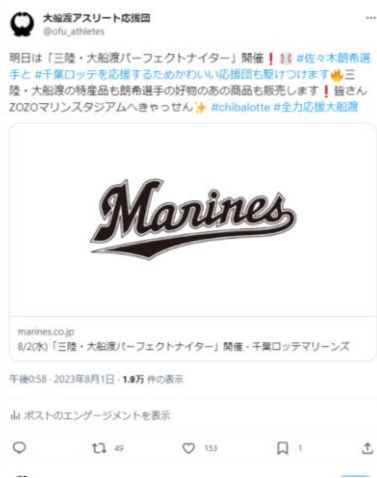 大船渡アスリート応援団
@ofu_athletes
明日は「三陸・大船渡パーフェクトナイター」開催❗ #佐々木朗希選
手と #千葉ロッテを応援するためかわいい応援団も駆けつけます🔥三
陸・大船渡の特産品も朗希選手の好物のあの商品も販売します❗皆さん
ZOZOマリンスタジアムへきゃっせん✨ #chibalotte #全力応援大船渡
Marines
marines.co.jp
8/2(水)「三陸・大船渡パーフェクトナイター」開催 - 千葉ロッテマリーンズ
午後0:58 · 2023年8月1日 · 1.9万 件の表示
ポストのエンゲージメントを表示
49 153 1